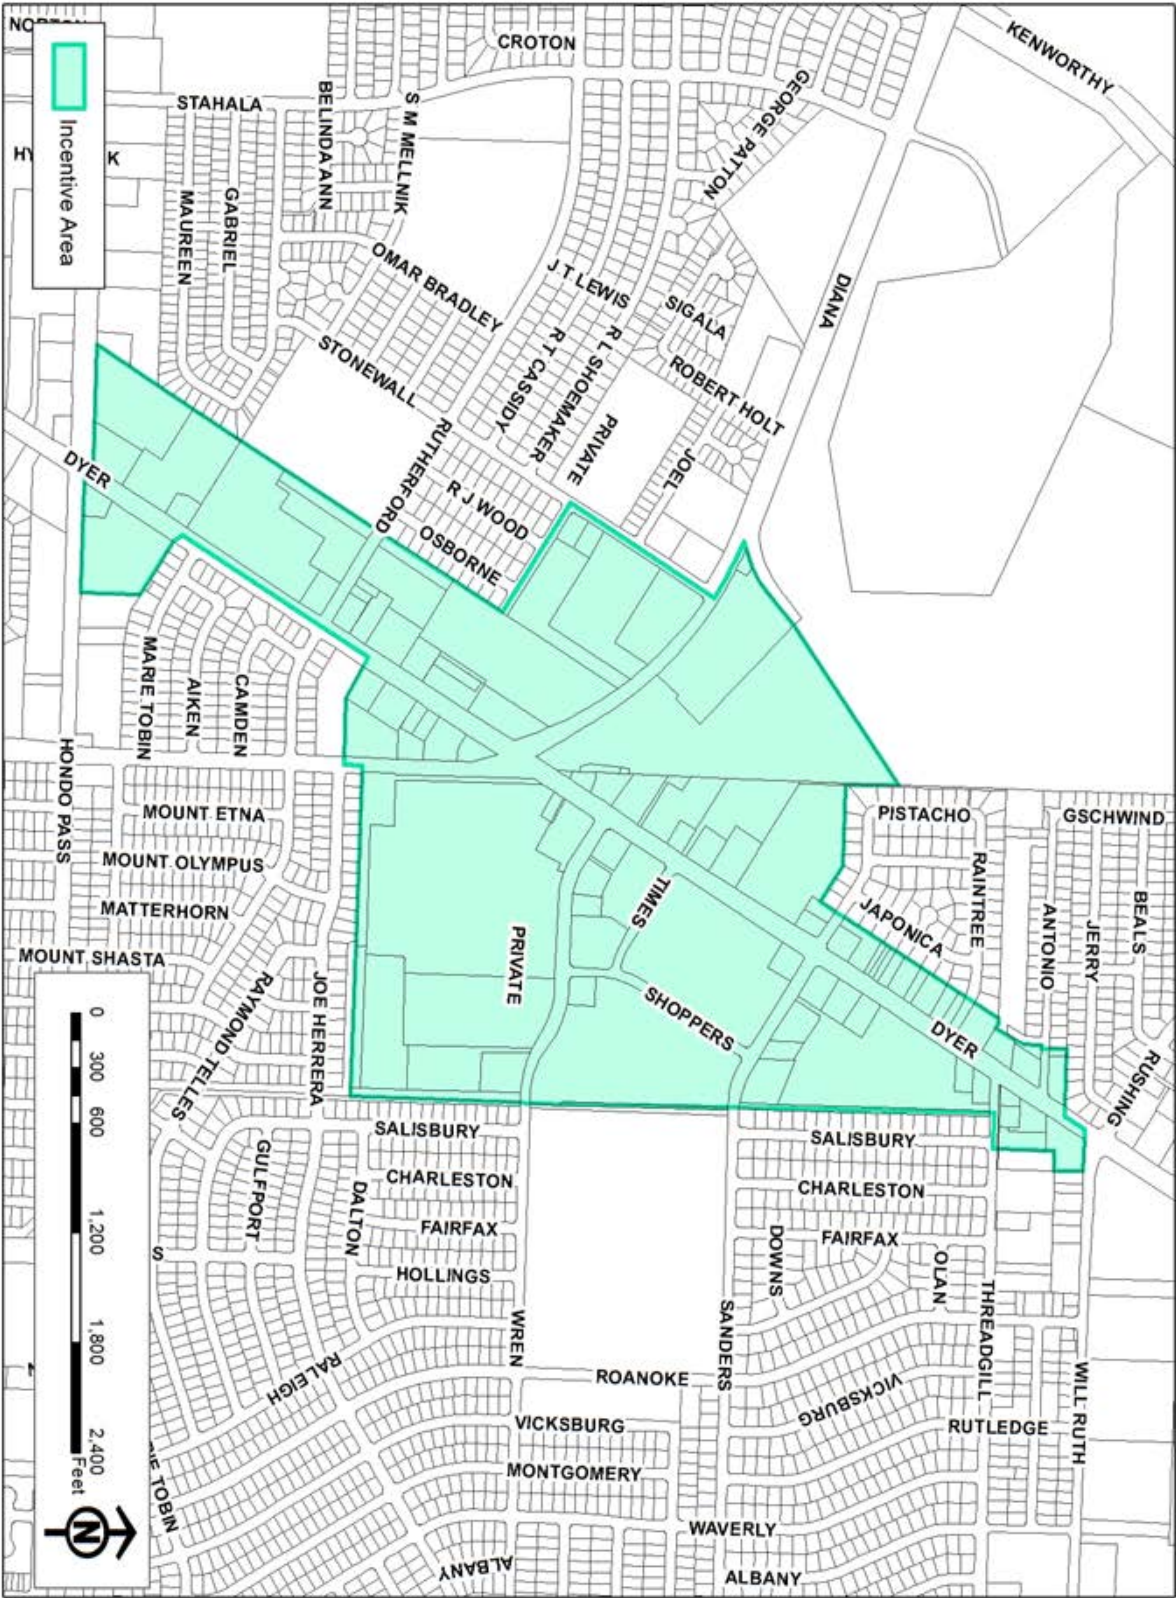 KENWORTHY
CROTON
GEORGE PATTON
STAHALA
BELINDA ANN
S M MELLNIK
Incentive Area
K
MAUREEN
GABRIEL
OMAR BRADLEY
J T LEWIS
SIGALA
DIANA
STONEWALL
R T CASSIDY
R L SHOEMAKER
ROBERT HOLT
PRIVATE
JOEL
DYER
RUTHERFORD
R J WOOD
OSBORNE
MARIE TOBIN
AIKEN
CAMDEN
HONDO PASS
MOUNT ETNA
MOUNT OLYMPUS
MATTERHORN
MOUNT SHASTA
PISTACHO
GSCHWIND
RAINTREE
JAPONICA
ANTONIO
JERRY
BEALS
TIMES
PRIVATE
SHOPPERS
DYER
RUSHING
JOE HERRERA
RAYMOND TELLES
SALISBURY
SALISBURY
CHARLESTON
CHARLESTON
GULFPORT
DALTON
FAIRFAX
FAIRFAX
HOLLINGS
DOWNS
OLAN
S
WREN
SANDERS
THREADGILL
WILL RUTH
RALEIGH
ROANOKE
VICKSBURG
VICKSBURG
RUTLEDGE
MONTGOMERY
WAVERLY
ALBANY
ALBANY
TOBIN
0 300 600 1,200 1,800 2,400
Feet
N